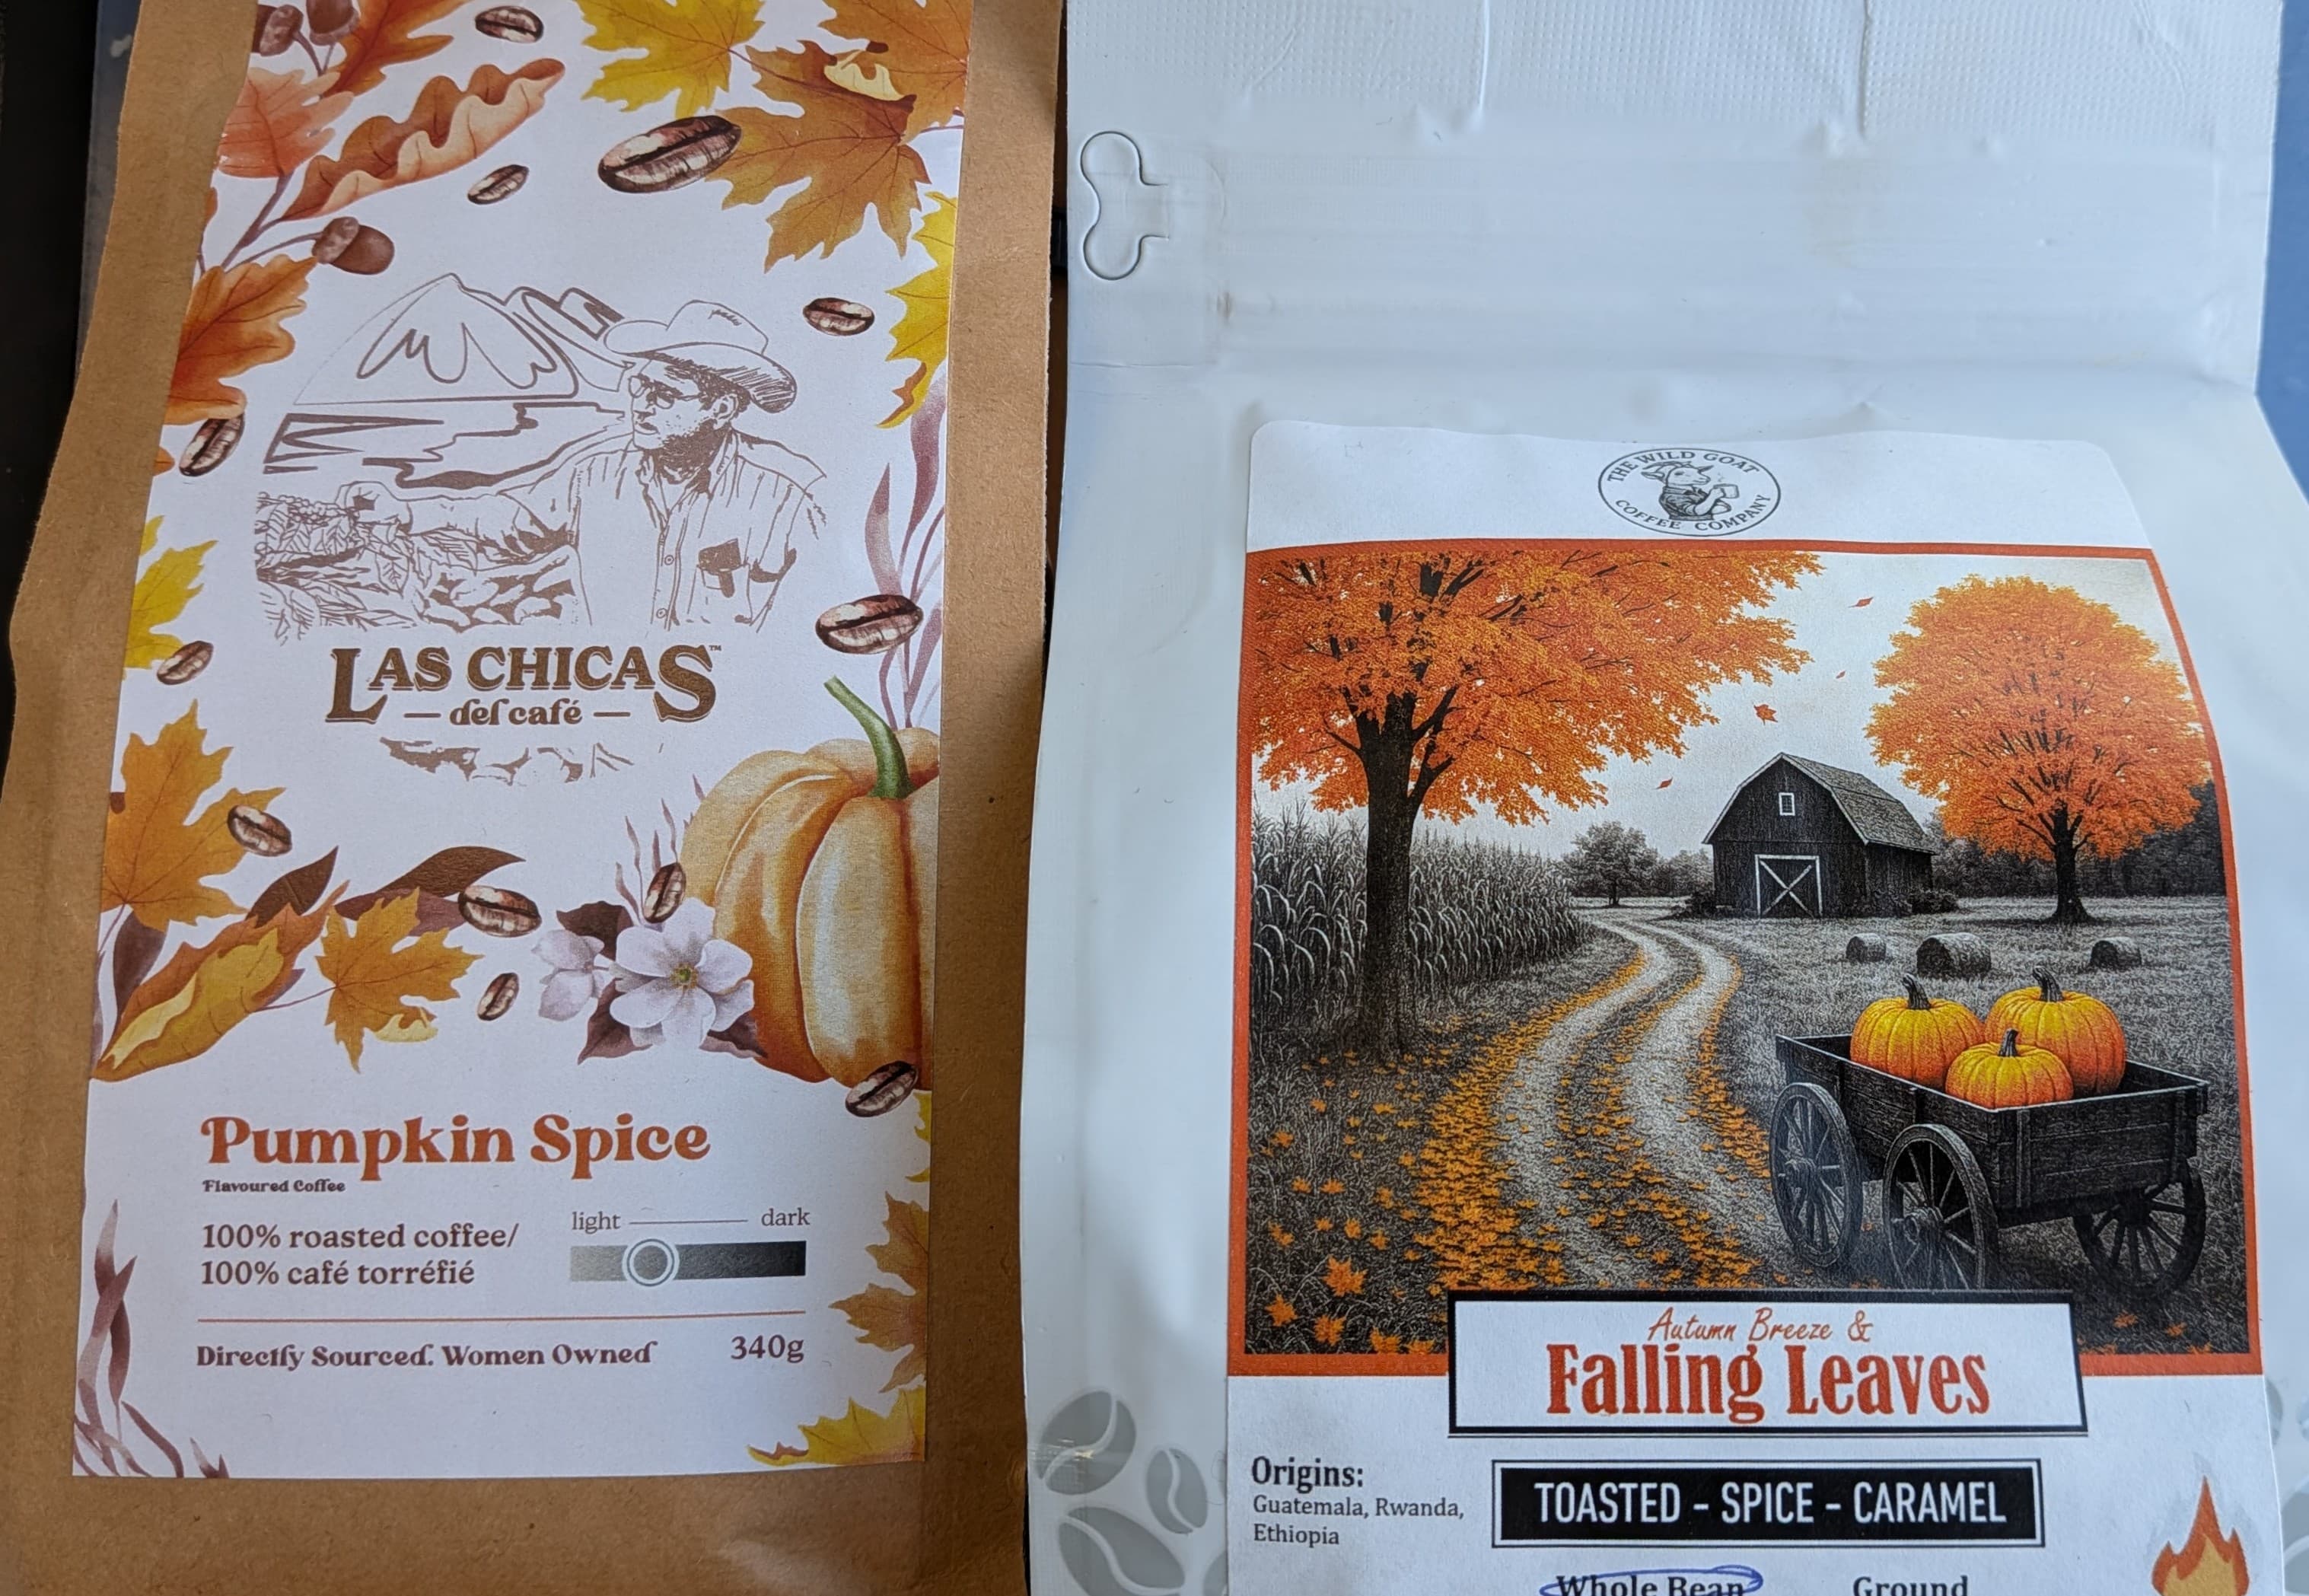 LAS CHICAS™
del café
Pumpkin Spice
Flavoured Coffee
100% roasted coffee/
100% café torréfié
light dark
Directly Sourced. Women Owned
340g
THE WILD GOAT
COFFEE COMPANY
Autumn Breeze &
Falling Leaves
Origins:
Guatemala, Rwanda,
Ethiopia
TOASTED - SPICE - CARAMEL
Whole Bean Ground